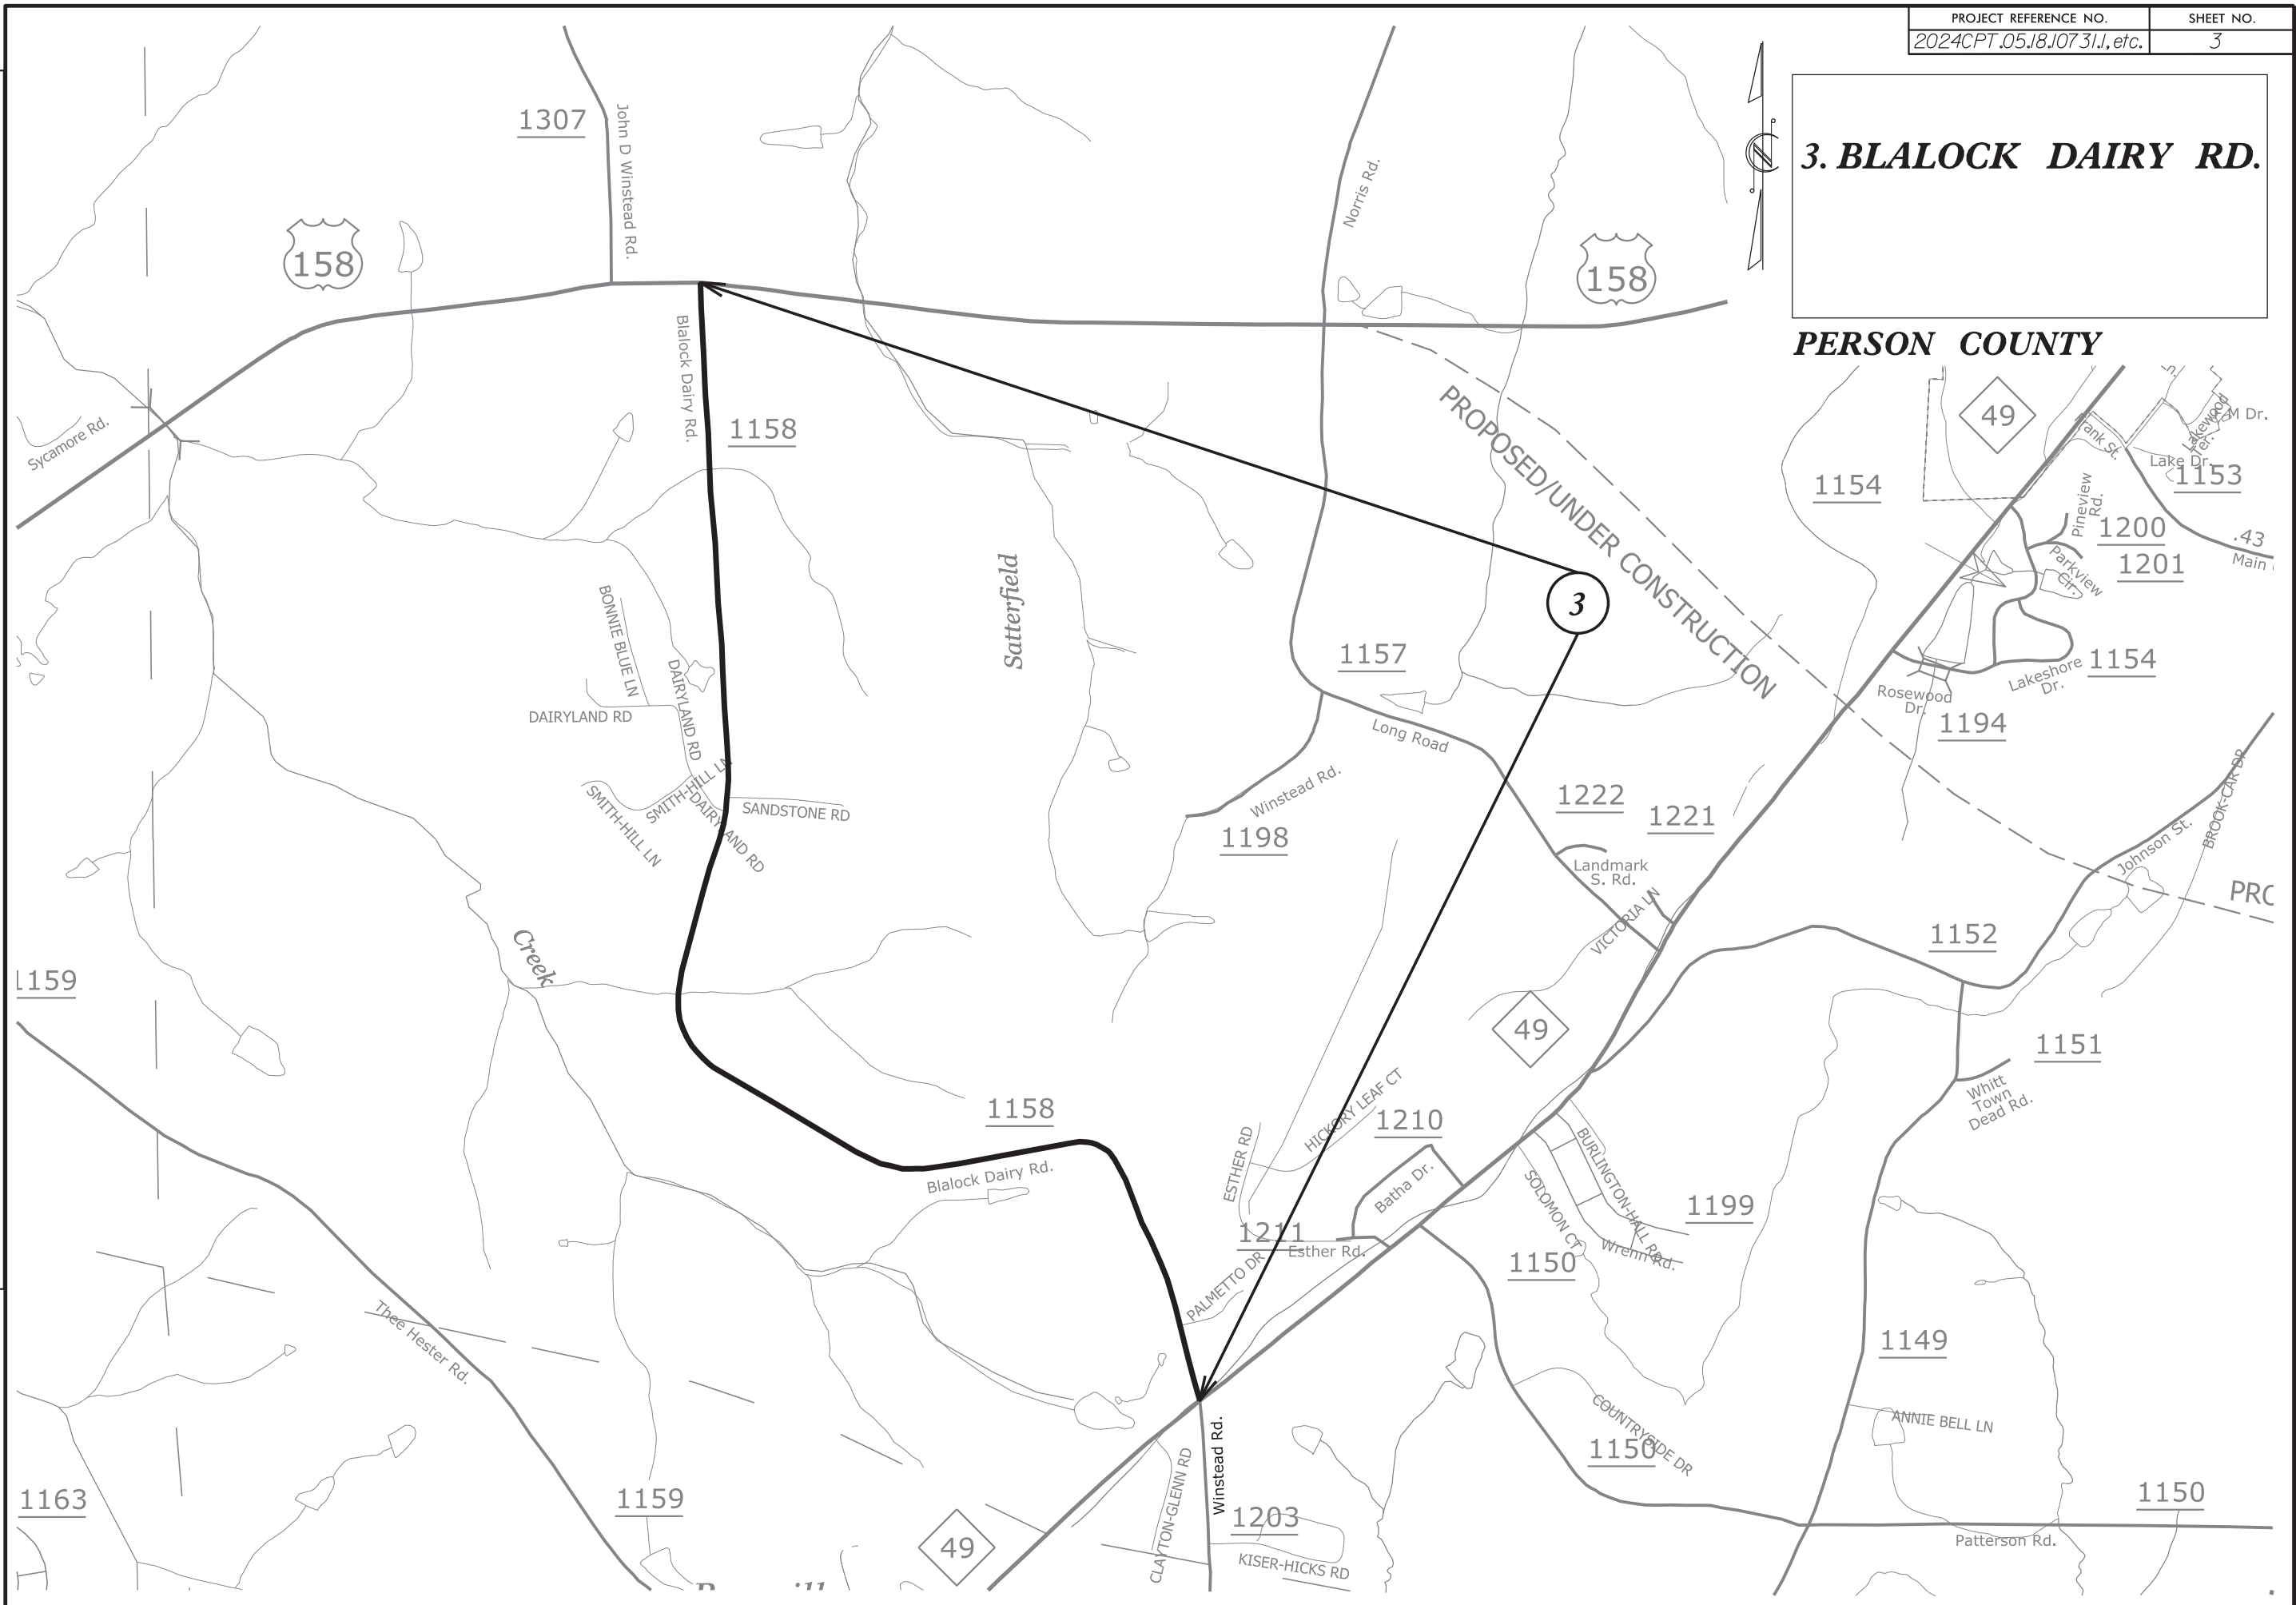 PROJECT REFERENCE NO.
SHEET NO.
2024CPT.05.18.10731.1, etc.
3
3. BLALOCK DAIRY RD.
PERSON COUNTY
1307
John D Winstead Rd.
Norris Rd.
158
158
Sycamore Rd.
Blalock Dairy Rd.
1158
PROPOSED/UNDER CONSTRUCTION
49
Frank St.
Lakewood
Ter.
M Dr.
Lake Dr.
1153
1154
Pineview
Rd.
1200
.43
Main
Parkview
Cir.
1201
Satterfield
3
BONNIE BLUE LN
DAIRYLAND RD
DAIRYLAND RD
1157
Long Road
Lakeshore
Dr.
1154
Rosewood
Dr.
1194
SMITH-HILL LN
SMITH-HILL LN
DAIRYLAND RD
SANDSTONE RD
Winstead Rd.
1198
1222
1221
Landmark
S. Rd.
VICTORIA LN
Johnson St.
BROOK-CAR DR
PRO
Creek
1159
1152
49
1151
Whitt
Town
Dead Rd.
1158
Blalock Dairy Rd.
HICKORY LEAF CT
ESTHER RD
1210
Batha Dr.
1211
Esther Rd.
PALMETTO DR
BURLINGTON-HALL RD
SOLOMON CT
1199
Wrenn Rd.
1150
Thee Hester Rd.
1149
COUNTRYSIDE DR
1150
ANNIE BELL LN
1163
1159
Winstead Rd.
CLAYTON-GLENN RD
1203
KISER-HICKS RD
49
1150
Patterson Rd.